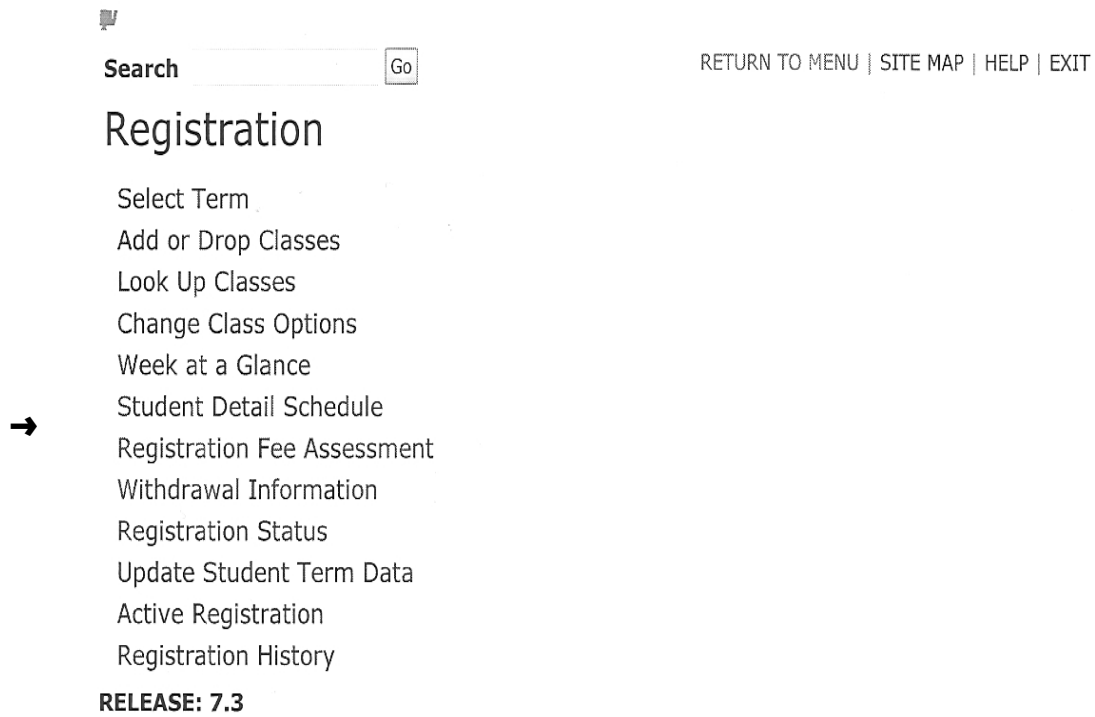 Search Go RETURN TO MENU | SITE MAP | HELP | EXIT
Registration
Select Term
Add or Drop Classes
Look Up Classes
Change Class Options
Week at a Glance
Student Detail Schedule
Registration Fee Assessment
Withdrawal Information
Registration Status
Update Student Term Data
Active Registration
Registration History
RELEASE: 7.3